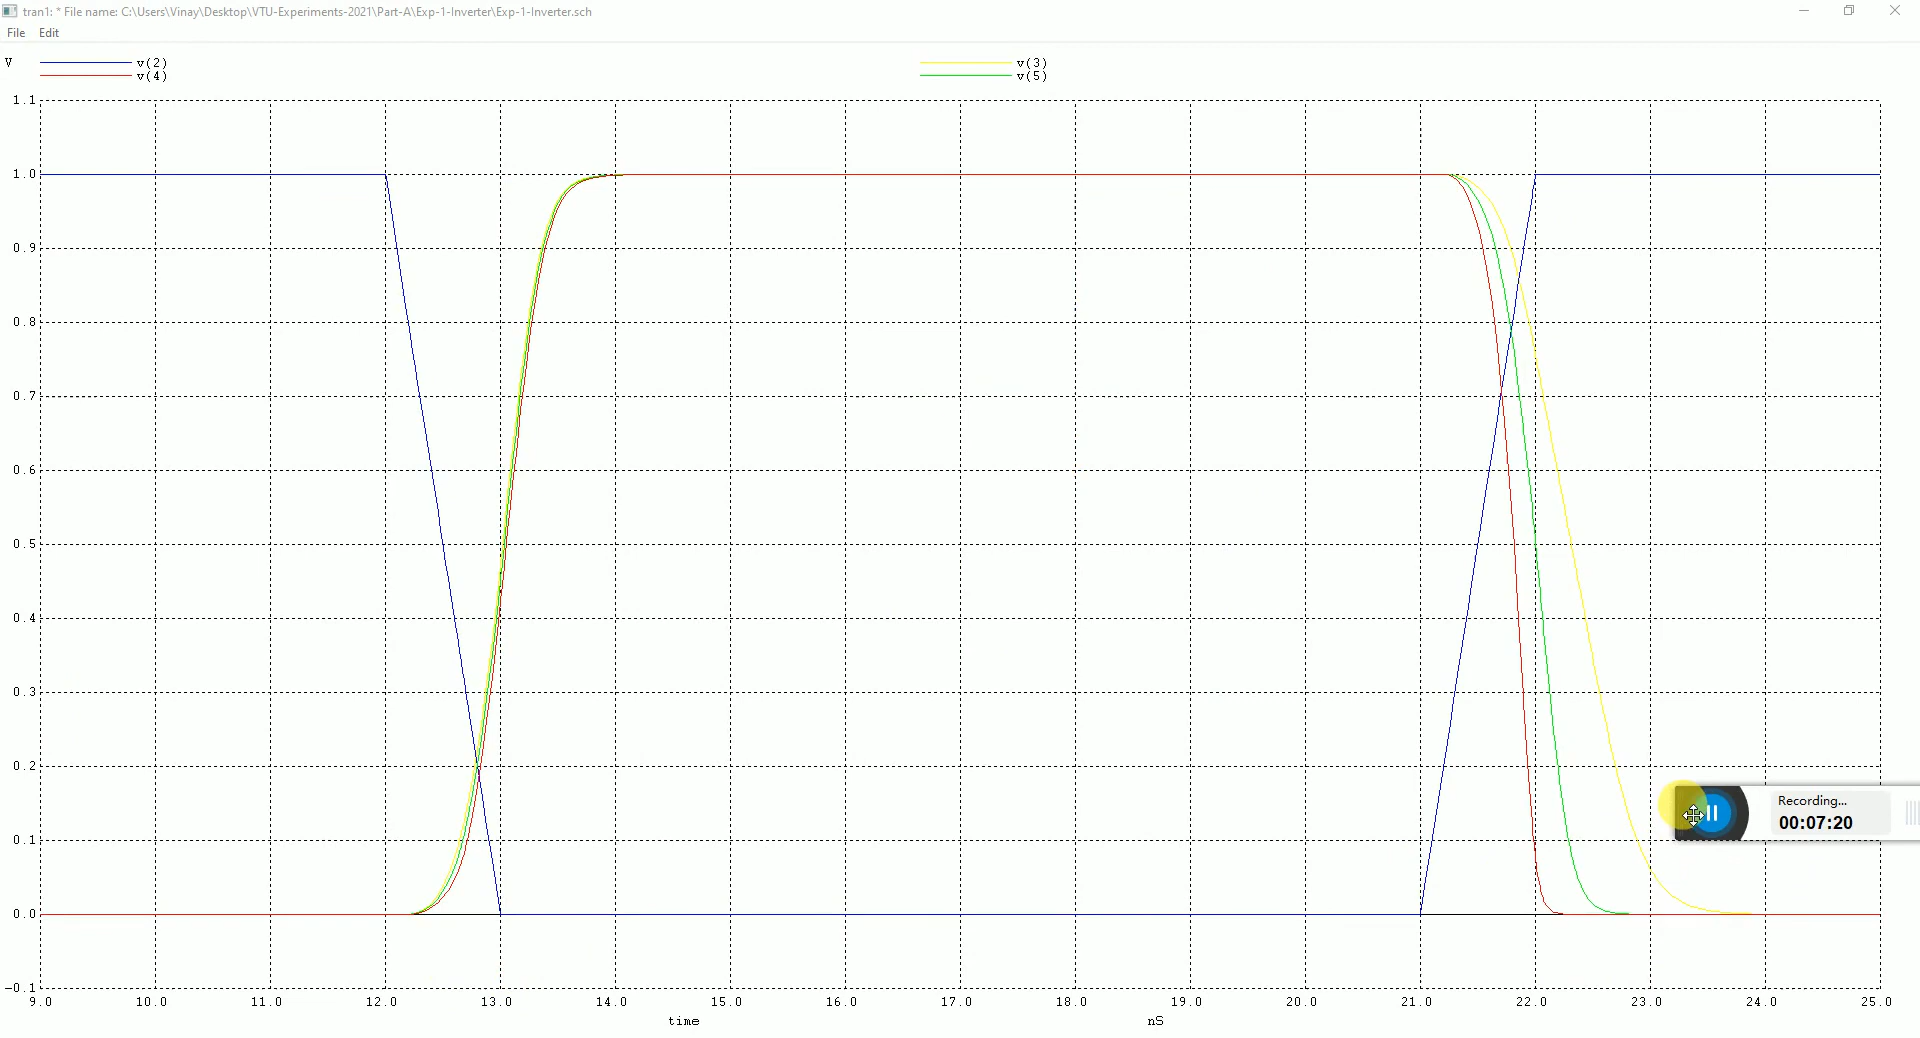 tran1: * File name: C:\Users\Vinay\Desktop\VTU-Experiments-2021\Part-A\Exp-1-Inverter\Exp-1-Inverter.sch
File Edit
V v(2) v(3)
v(4) v(5)
1.1
1.0
0.9
0.8
0.7
0.6
0.5
0.4
0.3
0.2
Recording...
00:07:20
0.1
0.0
-0.1
9.0 10.0 11.0 12.0 13.0 14.0 15.0 16.0 17.0 18.0 19.0 20.0 21.0 22.0 23.0 24.0 25.0
time nS